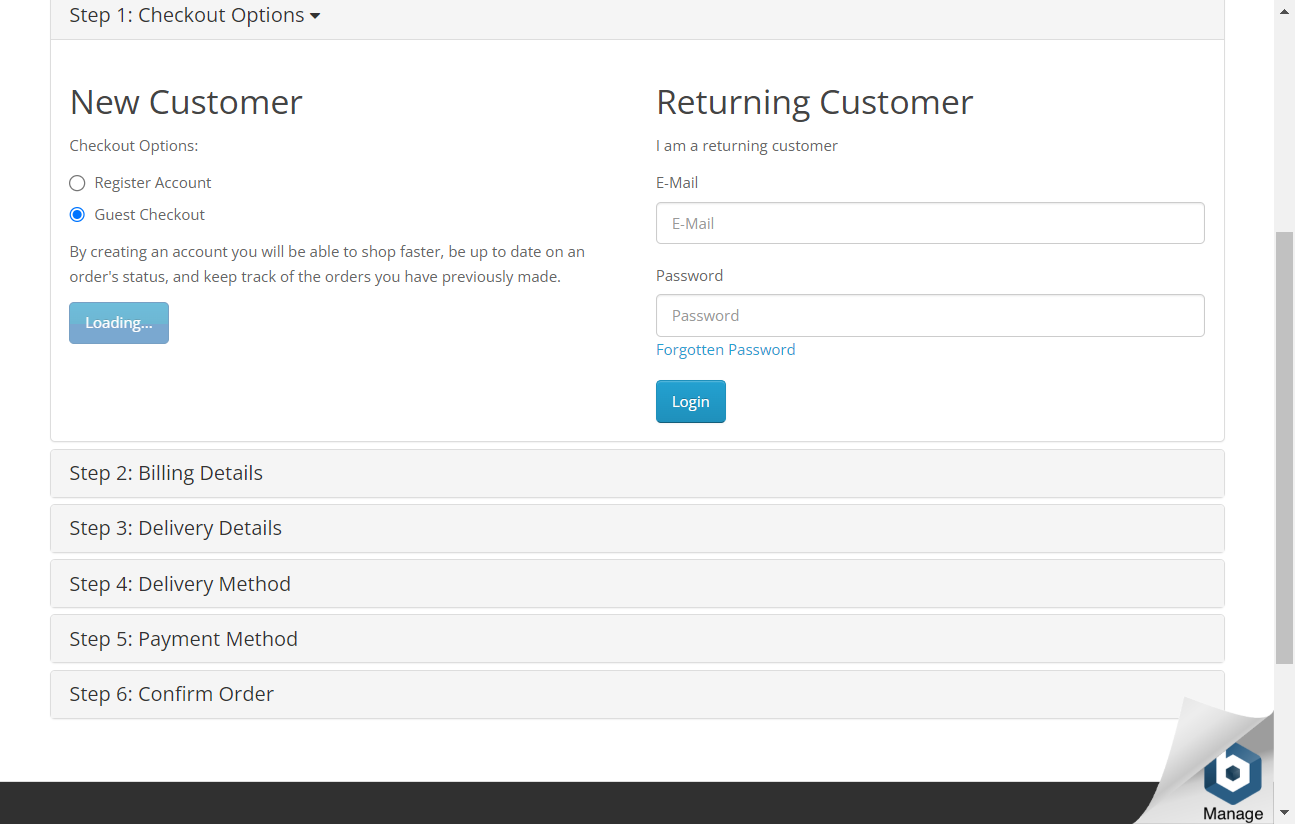 Step 1: Checkout Options
New Customer
Checkout Options:
Register Account
Guest Checkout
By creating an account you will be able to shop faster, be up to date on an
order's status, and keep track of the orders you have previously made.
Loading...
Returning Customer
I am a returning customer
E-Mail
E-Mail
Password
Password
Forgotten Password
Login
Step 2: Billing Details
Step 3: Delivery Details
Step 4: Delivery Method
Step 5: Payment Method
Step 6: Confirm Order
Manage